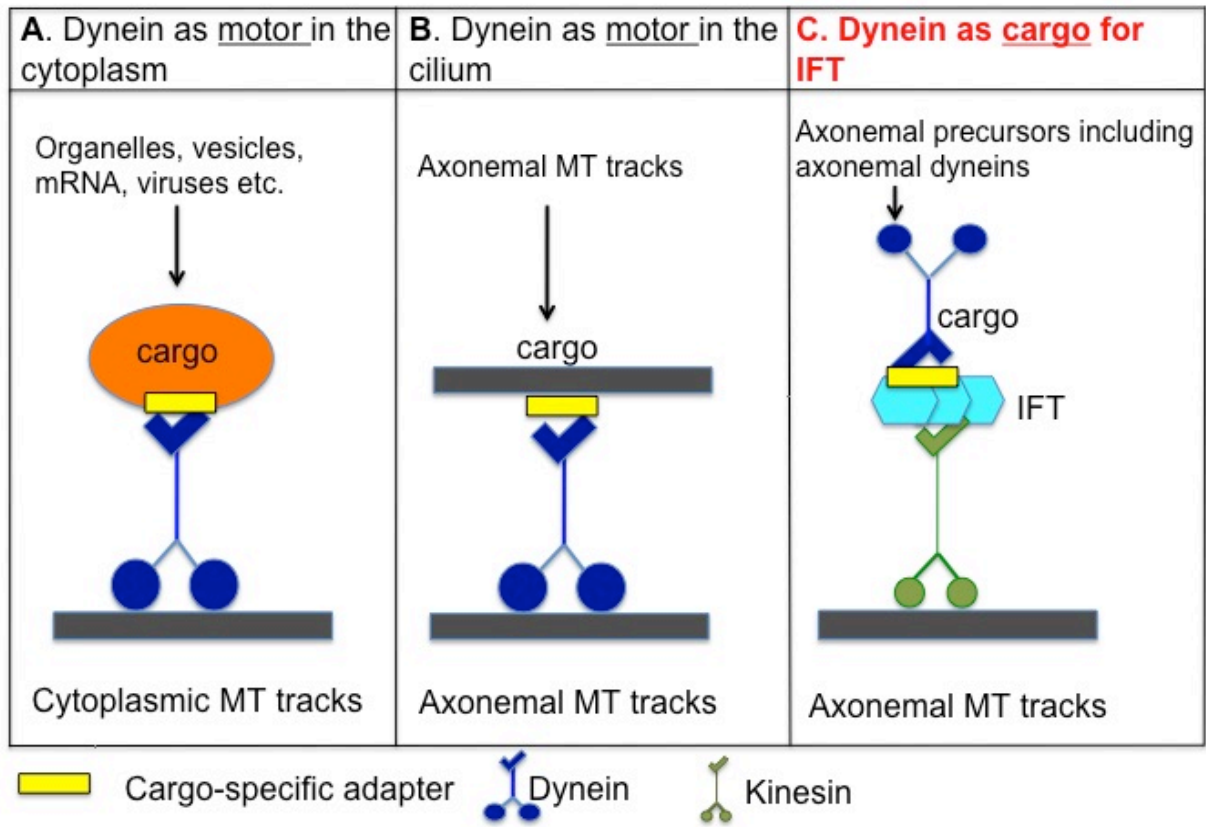 A. Dynein as motor in the
cytoplasm
B. Dynein as motor in the
cilium
C. Dynein as cargo for
IFT
Organelles, vesicles,
mRNA, viruses etc.
cargo
Cytoplasmic MT tracks
Axonemal MT tracks
cargo
Axonemal MT tracks
Axonemal precursors including
axonemal dyneins
cargo
IFT
Axonemal MT tracks
Cargo-specific adapter
Dynein
Kinesin